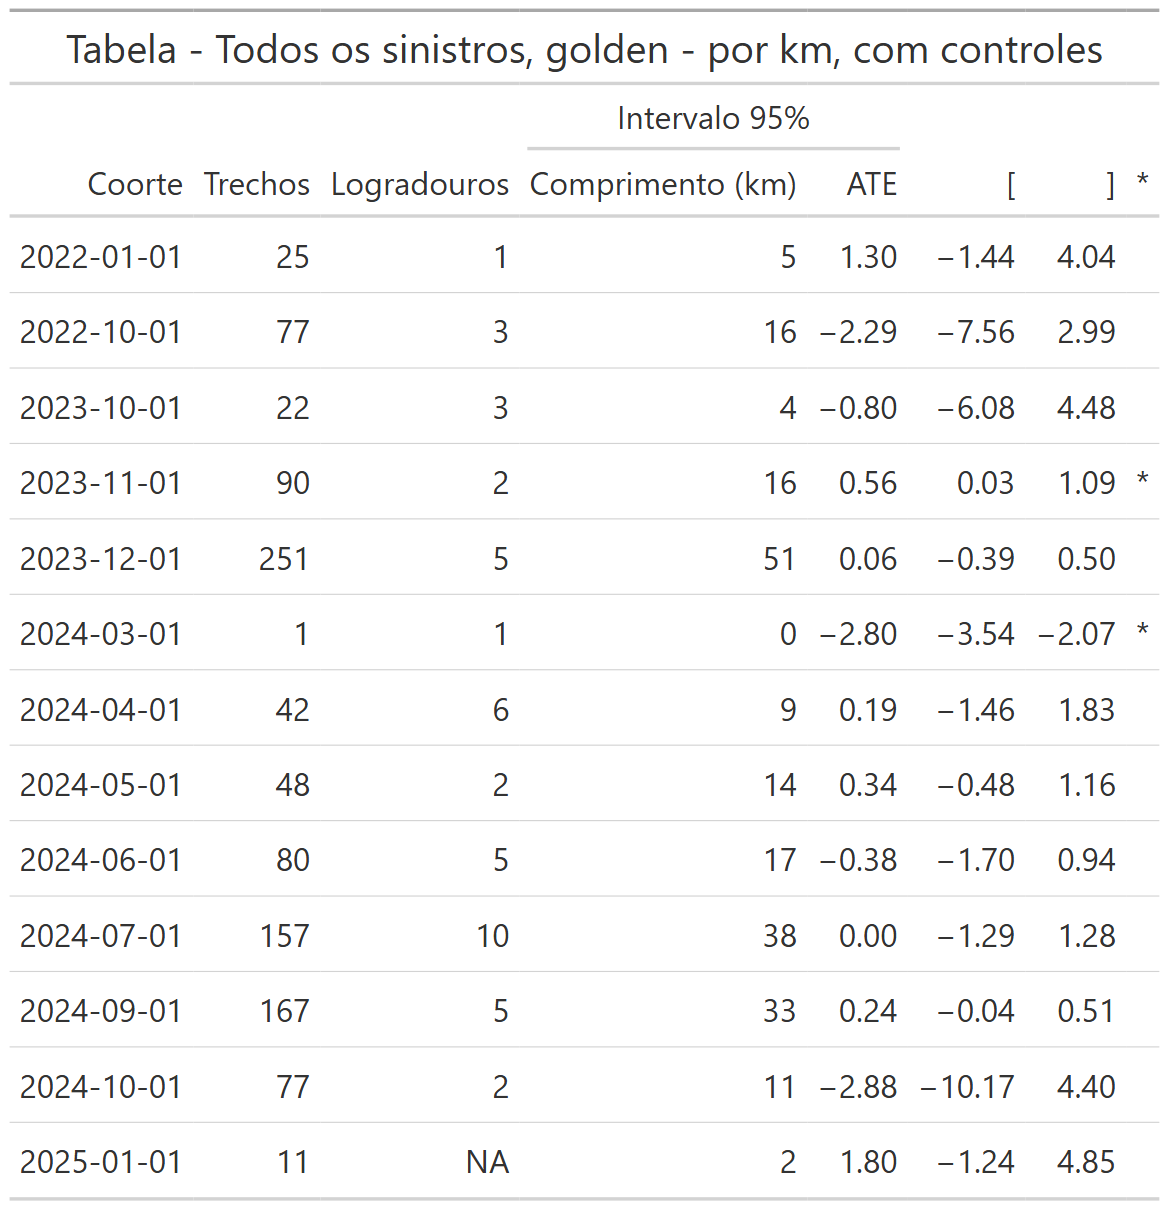 Tabela - Todos os sinistros, golden - por km, com controles
Intervalo 95%
Coorte Trechos Logradouros Comprimento (km) ATE [ ] *
2022-01-01 25 1 5 1.30 −1.44 4.04
2022-10-01 77 3 16 −2.29 −7.56 2.99
2023-10-01 22 3 4 −0.80 −6.08 4.48
2023-11-01 90 2 16 0.56 0.03 1.09 *
2023-12-01 251 5 51 0.06 −0.39 0.50
2024-03-01 1 1 0 −2.80 −3.54 −2.07 *
2024-04-01 42 6 9 0.19 −1.46 1.83
2024-05-01 48 2 14 0.34 −0.48 1.16
2024-06-01 80 5 17 −0.38 −1.70 0.94
2024-07-01 157 10 38 0.00 −1.29 1.28
2024-09-01 167 5 33 0.24 −0.04 0.51
2024-10-01 77 2 11 −2.88 −10.17 4.40
2025-01-01 11 NA 2 1.80 −1.24 4.85